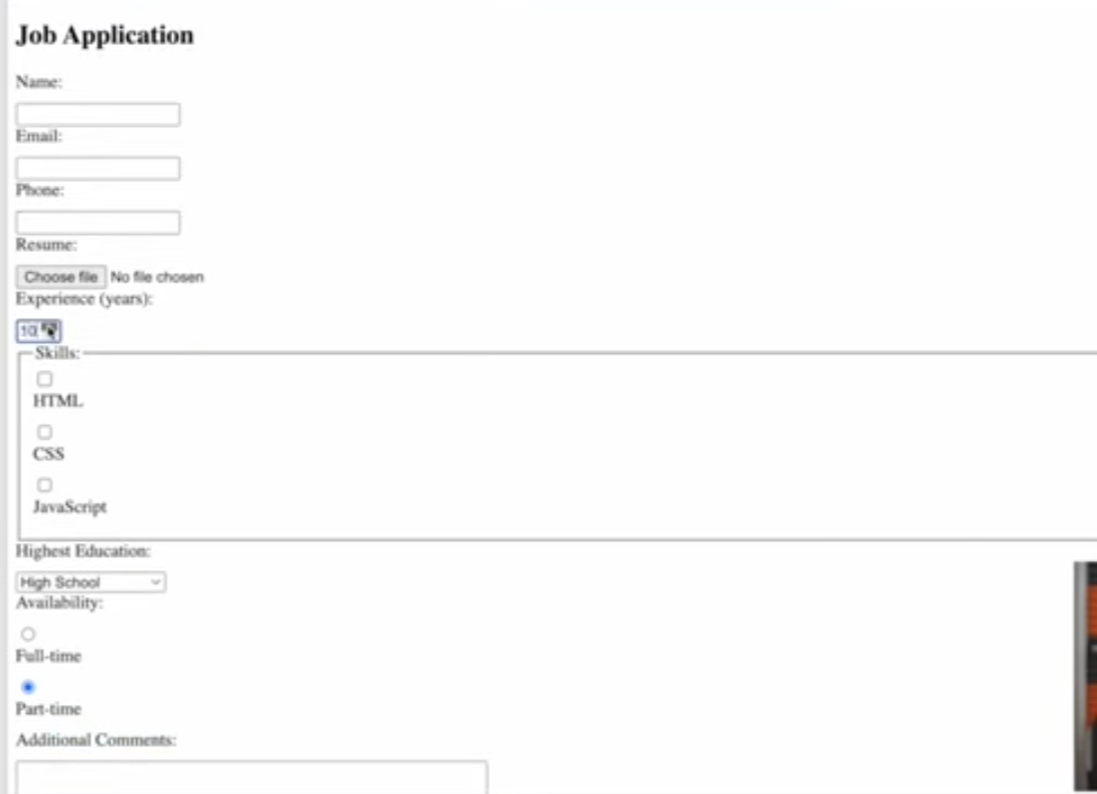 Job Application
Name:
Email:
Phone:
Resume:
Choose file No file chosen
Experience (years):
10
Skills:
HTML
CSS
JavaScript
Highest Education:
High School
Availability:
Full-time
Part-time
Additional Comments: